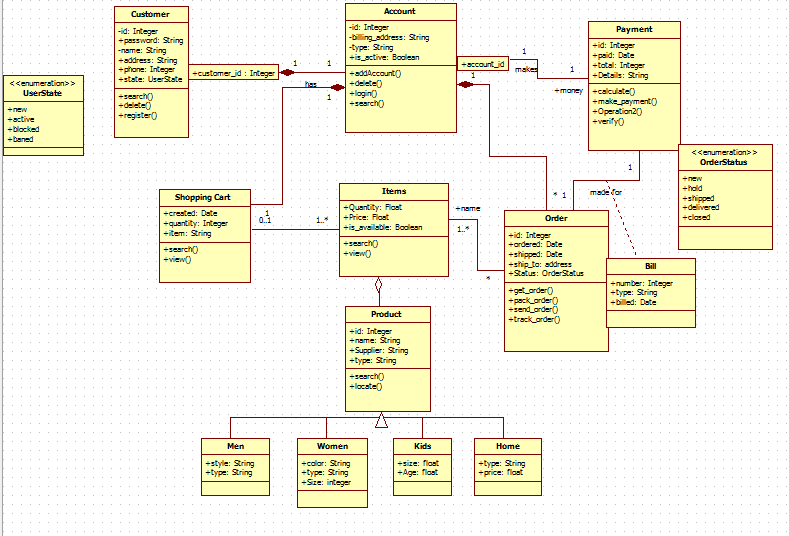 Customer
-id: Integer
+password: String
-name: String
+address: String
+phone: Integer
+state: UserState
+search()
+delete()
+register()
+customer_id : Integer
1
1
Account
-id: Integer
-billing_address: String
-type: String
+is_active: Boolean
+addAccount()
+delete()
+login()
+search()
has
1
+account_id
1
1
makes
1
+money
Payment
+id: Integer
+paid: Date
+total: Integer
+Details: String
+calculate()
+make_payment()
+Operation2()
+verify()
<<enumeration>>
UserState
+new
+active
+blocked
+baned
<<enumeration>>
OrderStatus
+new
+hold
+shipped
+delivered
+closed
1
made for
* 1
Shopping Cart
+created: Date
+quantity: Integer
+item: String
+search()
+view()
1
0..1
1..*
Items
+Quantity: Float
+Price: Float
+is_available: Boolean
+search()
+view()
+name
1..*
*
Order
+id: Integer
+ordered: Date
+shipped: Date
+ship_to: address
+Status: OrderStatus
+get_order()
+pack_order()
+send_order()
+track_order()
Bill
+number: Integer
+type: String
+billed: Date
Product
+id: Integer
+name: String
+Supplier: String
+type: String
+search()
+locate()
Men
+style: String
+type: String
Women
+color: String
+type: String
+Size: integer
Kids
+size: float
+Age: float
Home
+type: String
+price: float